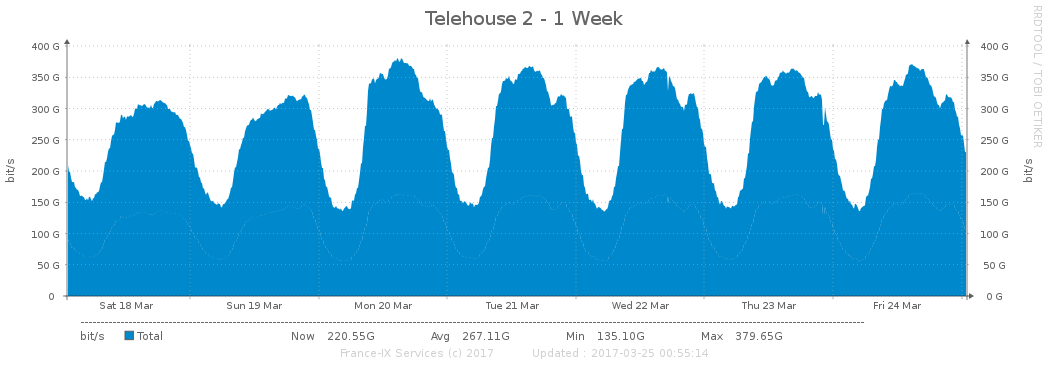 Telehouse 2 - 1 Week
RRDTOOL / TOBI OETIKER
400 G 400 G
350 G 350 G
300 G 300 G
250 G 250 G
200 G 200 G
150 G 150 G
100 G 100 G
50 G 50 G
0 0 G
bit/s
bit/s
Sat 18 Mar Sun 19 Mar Mon 20 Mar Tue 21 Mar Wed 22 Mar Thu 23 Mar Fri 24 Mar
bit/s Total Now 220.55G Avg 267.11G Min 135.10G Max 379.65G
France-IX Services (c) 2017 Updated : 2017-03-25 00:55:14